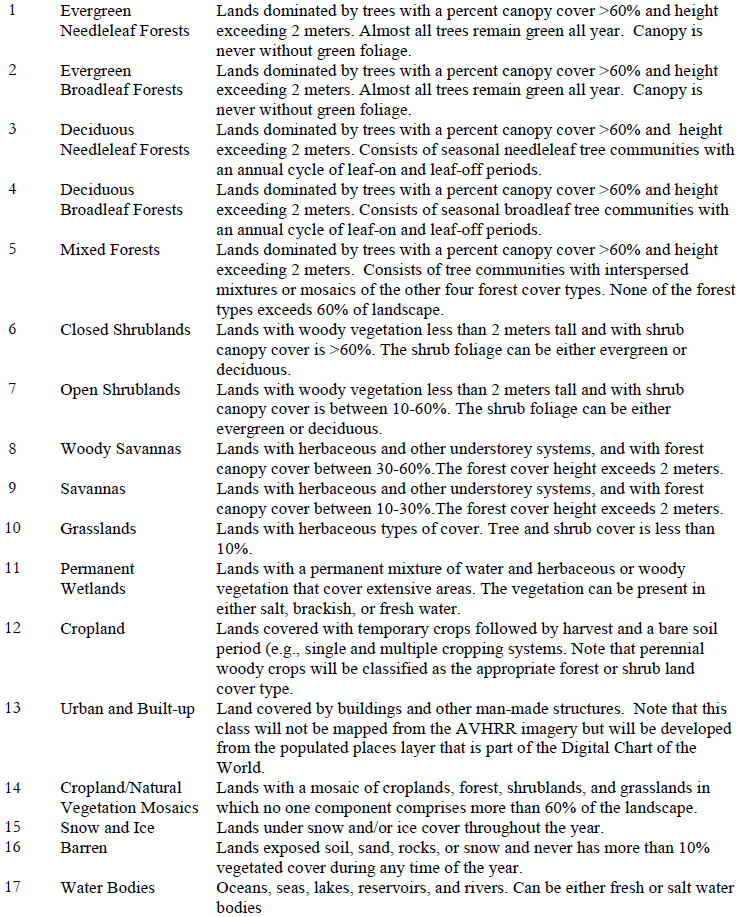 1 Evergreen Lands dominated by trees with a percent canopy cover >60% and height
Needleleaf Forests exceeding 2 meters. Almost all trees remain green all year.  Canopy is
never without green foliage.
2 Evergreen Lands dominated by trees with a percent canopy cover >60% and height
Broadleaf Forests exceeding 2 meters. Almost all trees remain green all year.  Canopy is
never without green foliage.
3 Deciduous Lands dominated by trees with a percent canopy cover >60% and  height
Needleleaf Forests exceeding 2 meters. Consists of seasonal needleleaf tree communities with
an annual cycle of leaf-on and leaf-off periods.
4 Deciduous Lands dominated by trees with a percent canopy cover >60% and height
Broadleaf Forests exceeding 2 meters. Consists of seasonal broadleaf tree communities with
an annual cycle of leaf-on and leaf-off periods.
5 Mixed Forests Lands dominated by trees with a percent canopy cover >60% and height
exceeding 2 meters.  Consists of tree communities with interspersed
mixtures or mosaics of the other four forest cover types. None of the forest
types exceeds 60% of landscape.
6 Closed Shrublands Lands with woody vegetation less than 2 meters tall and with shrub
canopy cover is >60%. The shrub foliage can be either evergreen or
deciduous.
7 Open Shrublands Lands with woody vegetation less than 2 meters tall and with shrub
canopy cover is between 10-60%. The shrub foliage can be either
evergreen or deciduous.
8 Woody Savannas Lands with herbaceous and other understorey systems, and with forest
canopy cover between 30-60%.The forest cover height exceeds 2 meters.
9 Savannas Lands with herbaceous and other understorey systems, and with forest
canopy cover between 10-30%.The forest cover height exceeds 2 meters.
10 Grasslands Lands with herbaceous types of cover. Tree and shrub cover is less than
10%.
11 Permanent Lands with a permanent mixture of water and herbaceous or woody
Wetlands vegetation that cover extensive areas. The vegetation can be present in
either salt, brackish, or fresh water.
12 Cropland Lands covered with temporary crops followed by harvest and a bare soil
period (e.g., single and multiple cropping systems. Note that perennial
woody crops will be classified as the appropriate forest or shrub land
cover type.
13 Urban and Built-up Land covered by buildings and other man-made structures.  Note that this
class will not be mapped from the AVHRR imagery but will be developed
from the populated places layer that is part of the Digital Chart of the
World.
14 Cropland/Natural Lands with a mosaic of croplands, forest, shrublands, and grasslands in
Vegetation Mosaics which no one component comprises more than 60% of the landscape.
15 Snow and Ice Lands under snow and/or ice cover throughout the year.
16 Barren Lands exposed soil, sand, rocks, or snow and never has more than 10%
vegetated cover during any time of the year.
17 Water Bodies Oceans, seas, lakes, reservoirs, and rivers. Can be either fresh or salt water
bodies